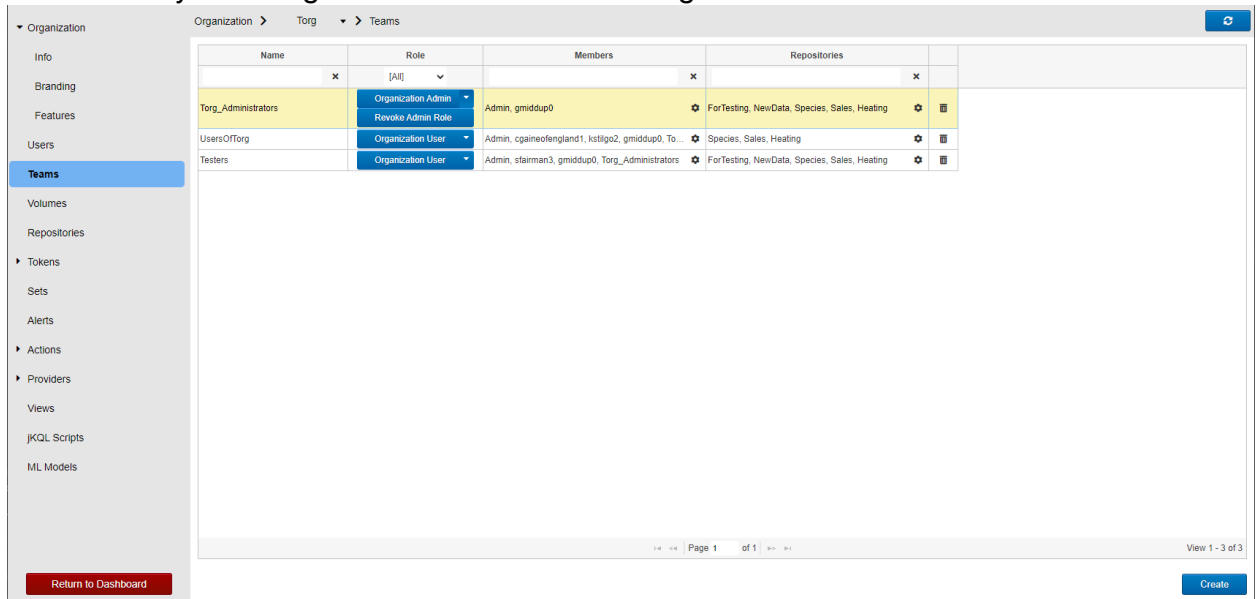 Organization
Info
Branding
Features
Users
Teams
Volumes
Repositories
Tokens
Sets
Alerts
Actions
Providers
Views
jKQL Scripts
ML Models
Return to Dashboard
Organization > Torg > Teams
Name Role Members Repositories
× [All] × ×
Torg_Administrators Organization Admin Admin, gmiddup0 ForTesting, NewData, Species, Sales, Heating
Revoke Admin Role
UsersOfTorg Organization User Admin, cgaineofengland1, kstilgo2, gmiddup0, To... Species, Sales, Heating
Testers Organization User Admin, sfairman3, gmiddup0, Torg_Administrators ForTesting, NewData, Species, Sales, Heating
Page 1 of 1 View 1 - 3 of 3
Create